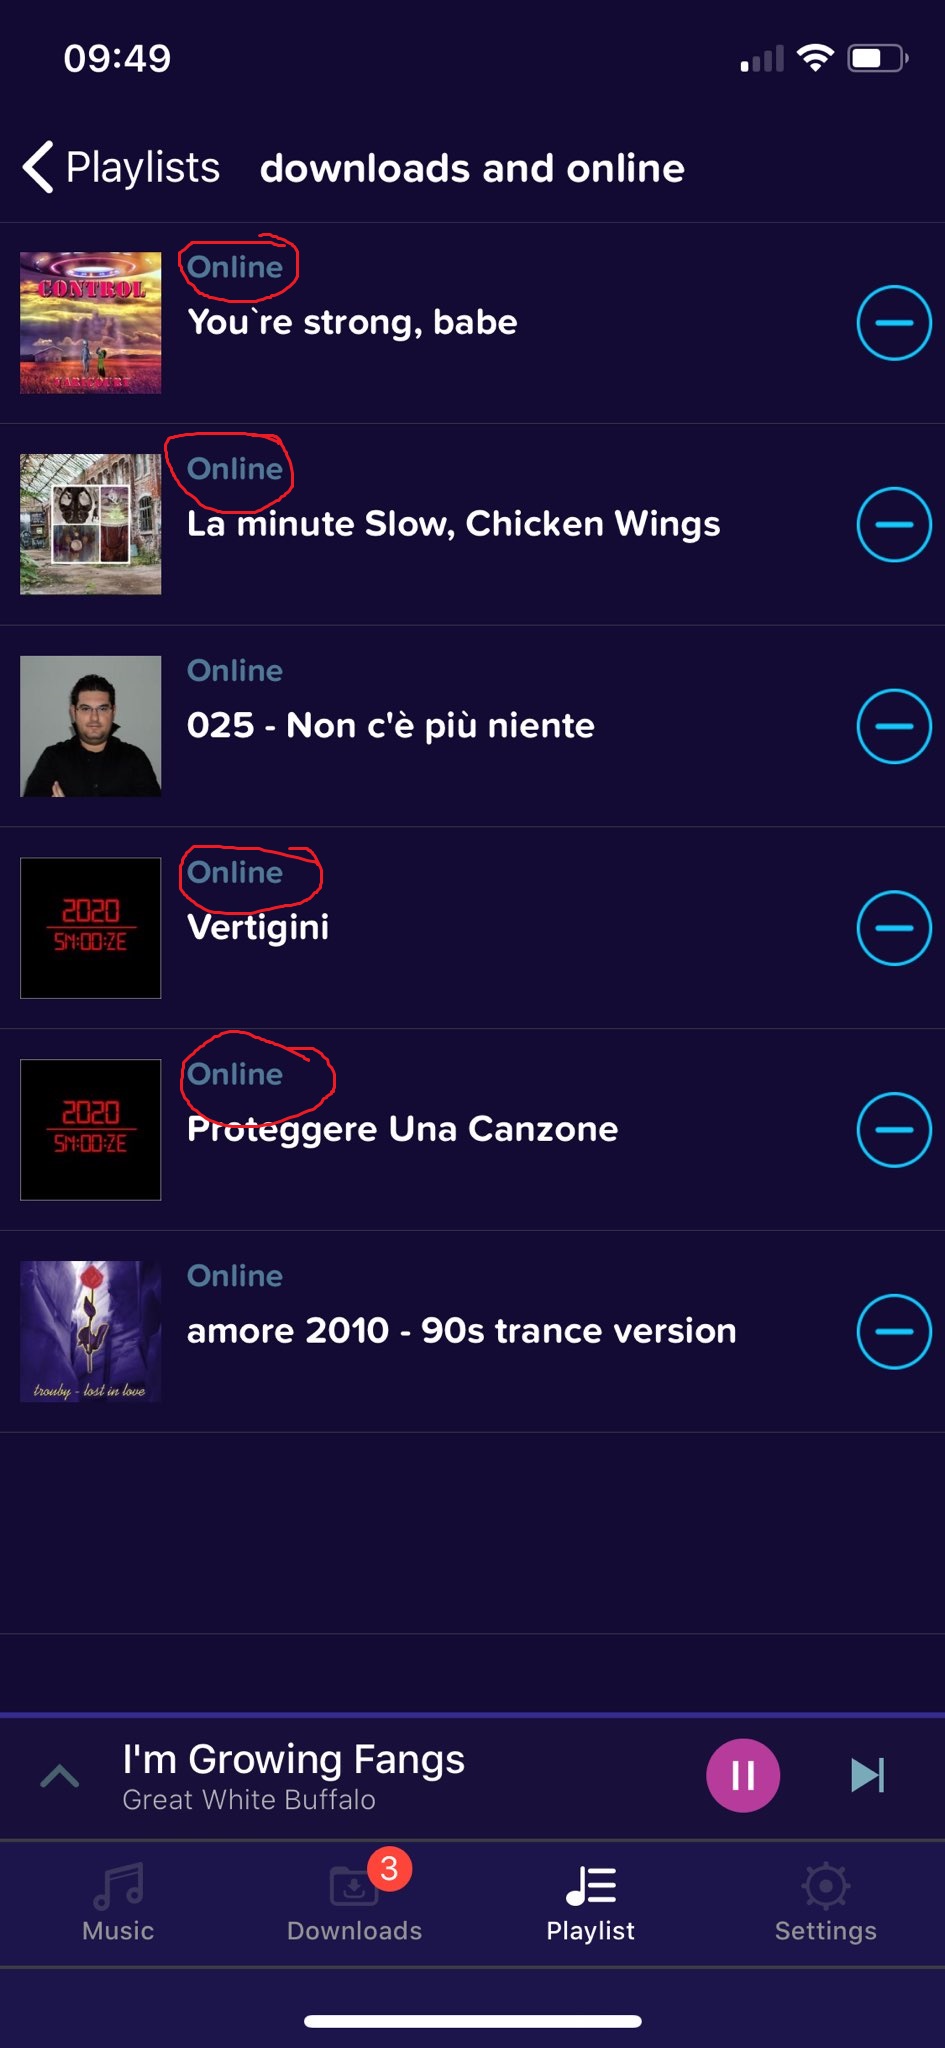 09:49
Playlists downloads and online
CONTROL
Online
You`re strong, babe
Online
La minute Slow, Chicken Wings
Online
025 - Non c'è più niente
2020
SN:00:ZE
Online
Vertigini
2020
SN:00:ZE
Online
Proteggere Una Canzone
trouby - lost in love
Online
amore 2010 - 90s trance version
I'm Growing Fangs
Great White Buffalo
3
Music Downloads Playlist Settings